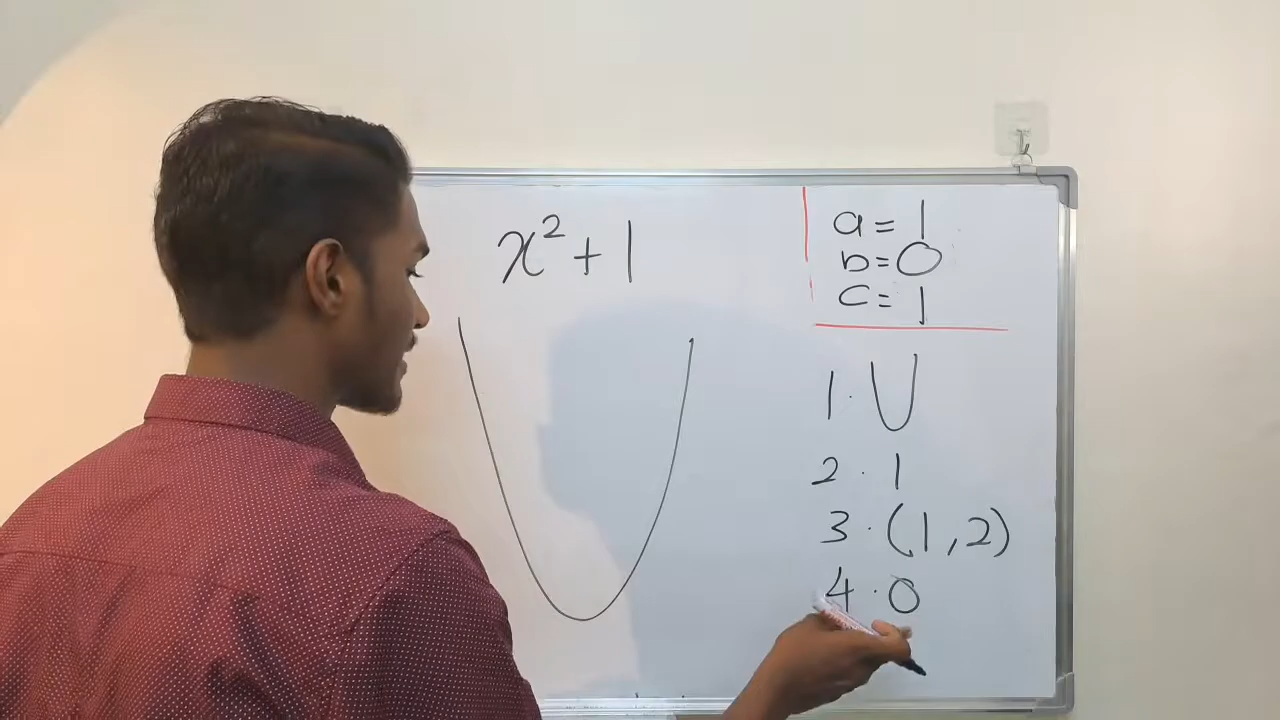 x² + 1
a = 1
b = 0
c = 1
1. U
2. 1
3. (1, 2)
4. 0